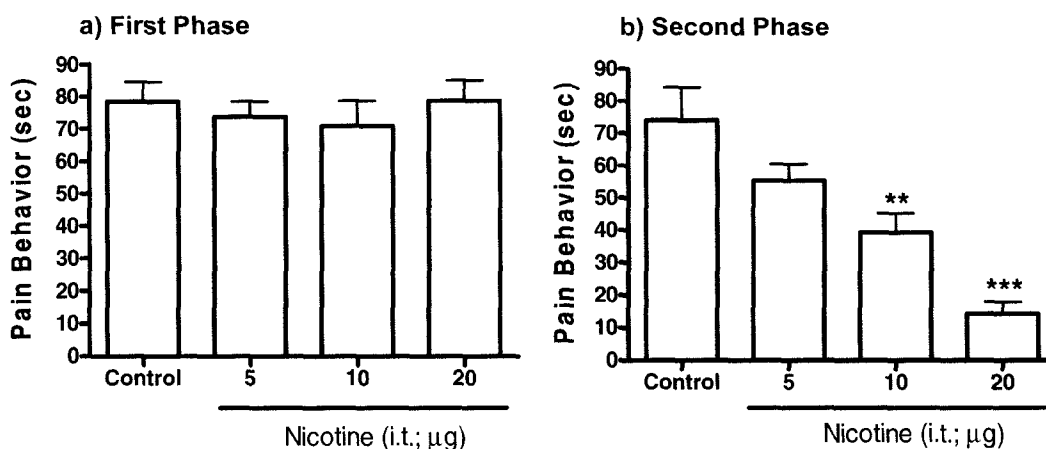 a) First Phase
Pain Behavior (sec)
90
80
70
60
50
40
30
20
10
0
Control 5 10 20
Nicotine (i.t.; μg)
b) Second Phase
Pain Behavior (sec)
90
80
70
60
50
40
30
20
10
0
**
***
Control 5 10 20
Nicotine (i.t.; μg)